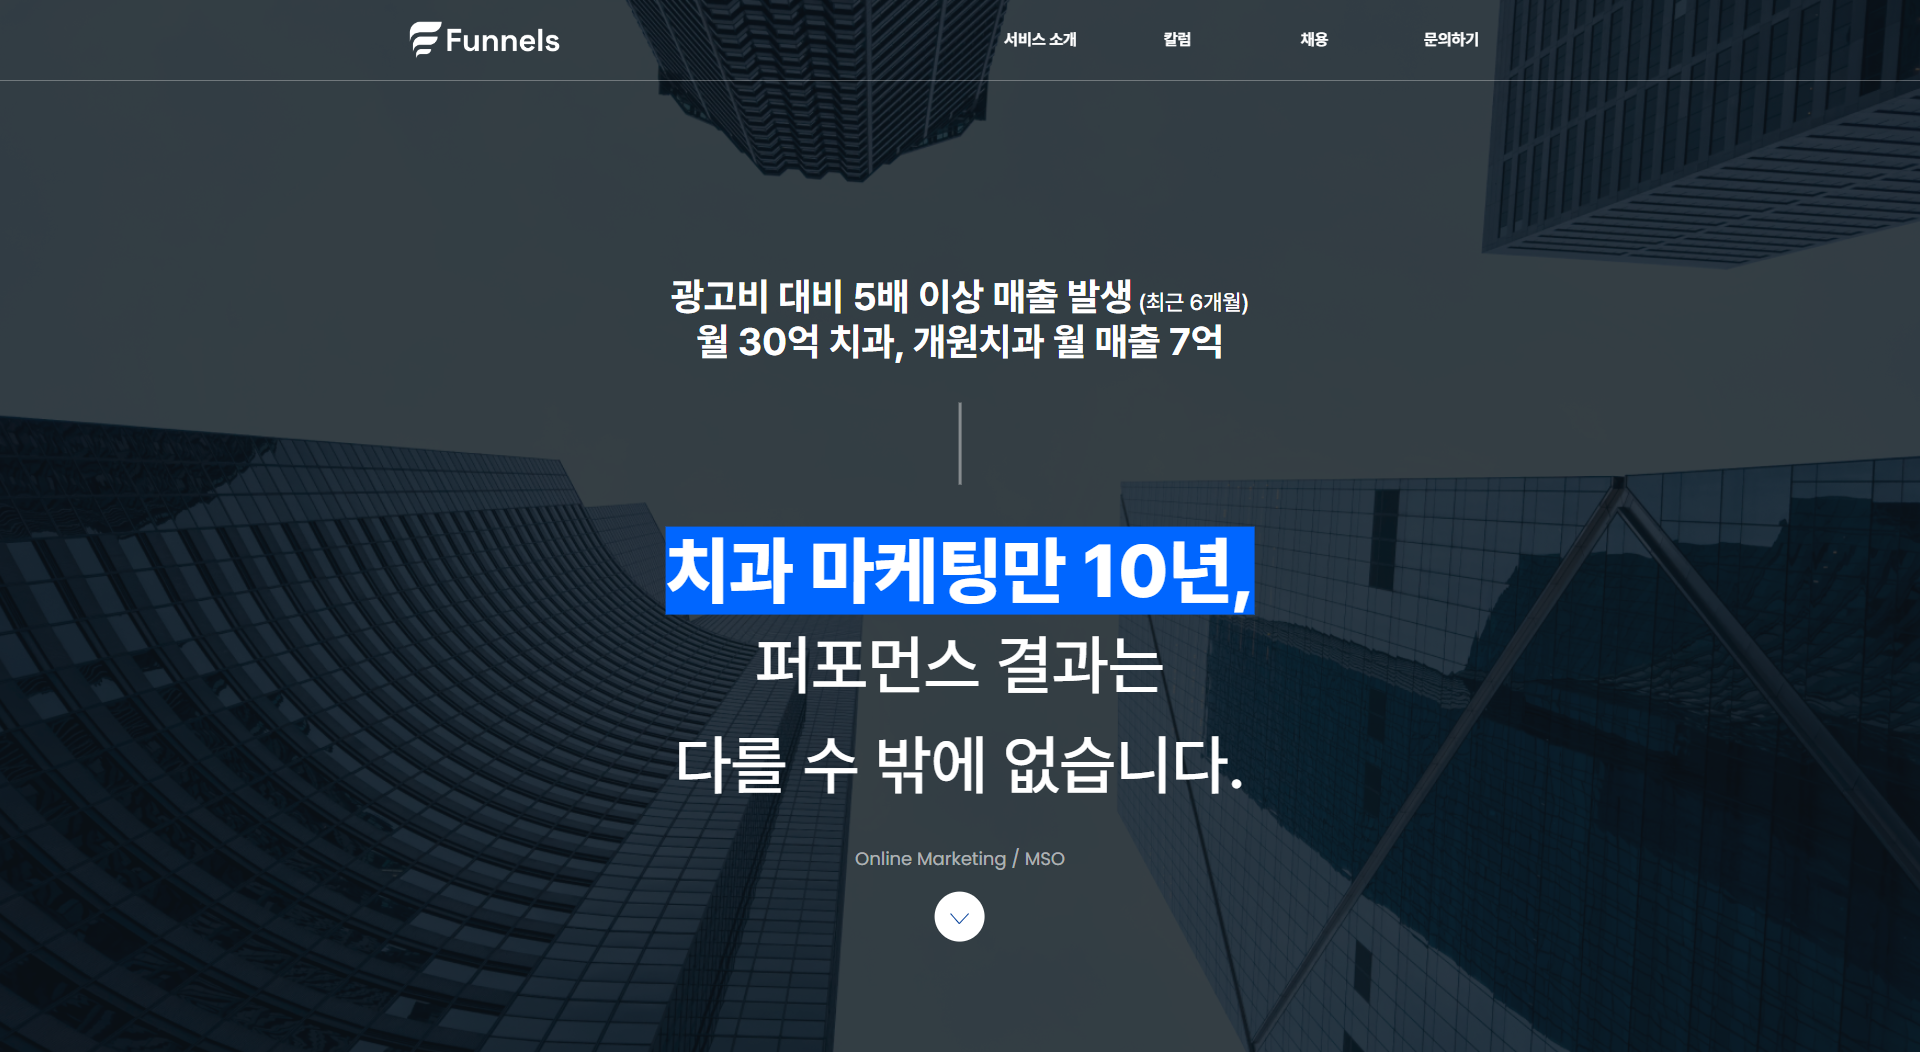 Funnels
서비스 소개
칼럼
채용
문의하기
광고비 대비 5배 이상 매출 발생 (최근 6개월)
월 30억 치과, 개원치과 월 매출 7억
치과 마케팅만 10년,
퍼포먼스 결과는
다를 수 밖에 없습니다.
Online Marketing / MSO